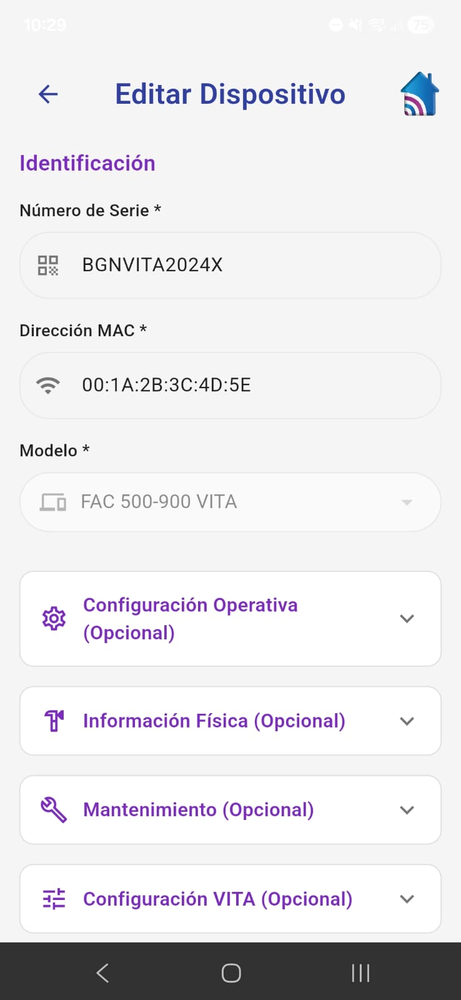 10:29
75
Editar Dispositivo
Identificación
Número de Serie *
BGNVITA2024X
Dirección MAC *
00:1A:2B:3C:4D:5E
Modelo *
FAC 500-900 VITA
Configuración Operativa
(Opcional)
Información Física (Opcional)
Mantenimiento (Opcional)
Configuración VITA (Opcional)